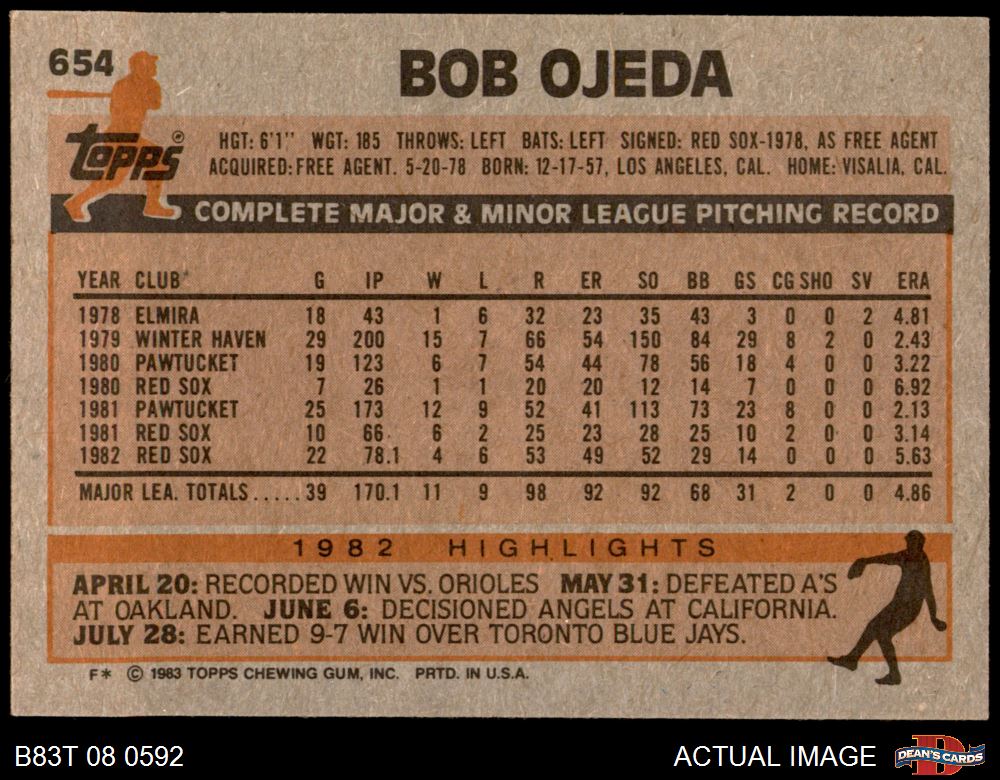 654 BOB OJEDA
Topps
HGT: 6'1" WGT: 185 THROWS: LEFT BATS: LEFT SIGNED: RED SOX-1978, AS FREE AGENT
ACQUIRED: FREE AGENT. 5-20-78 BORN: 12-17-57, LOS ANGELES, CAL. HOME: VISALIA, CAL.
COMPLETE MAJOR & MINOR LEAGUE PITCHING RECORD
YEAR CLUB G IP W L R ER SO BB GS CG SHO SV ERA
1978 ELMIRA 18 43 1 6 32 23 35 43 3 0 0 2 4.81
1979 WINTER HAVEN 29 200 15 7 66 54 150 84 29 8 2 0 2.43
1980 PAWTUCKET 19 123 6 7 54 44 78 56 18 4 0 0 3.22
1980 RED SOX 7 26 1 1 20 20 12 14 7 0 0 0 6.92
1981 PAWTUCKET 25 173 12 9 52 41 113 73 23 8 0 0 2.13
1981 RED SOX 10 66 6 2 25 23 28 25 10 2 0 0 3.14
1982 RED SOX 22 78.1 4 6 53 49 52 29 14 0 0 0 5.63
MAJOR LEA. TOTALS.....39 170.1 11 9 98 92 92 68 31 2 0 0 4.86
1982 HIGHLIGHTS
APRIL 20: RECORDED WIN VS. ORIOLES MAY 31: DEFEATED A'S
AT OAKLAND. JUNE 6: DECISIONED ANGELS AT CALIFORNIA.
JULY 28: EARNED 9-7 WIN OVER TORONTO BLUE JAYS.
F* © 1983 TOPPS CHEWING GUM, INC. PRTD. IN U.S.A.
B83T 08 0592 ACTUAL IMAGE DEAN'S CARDS